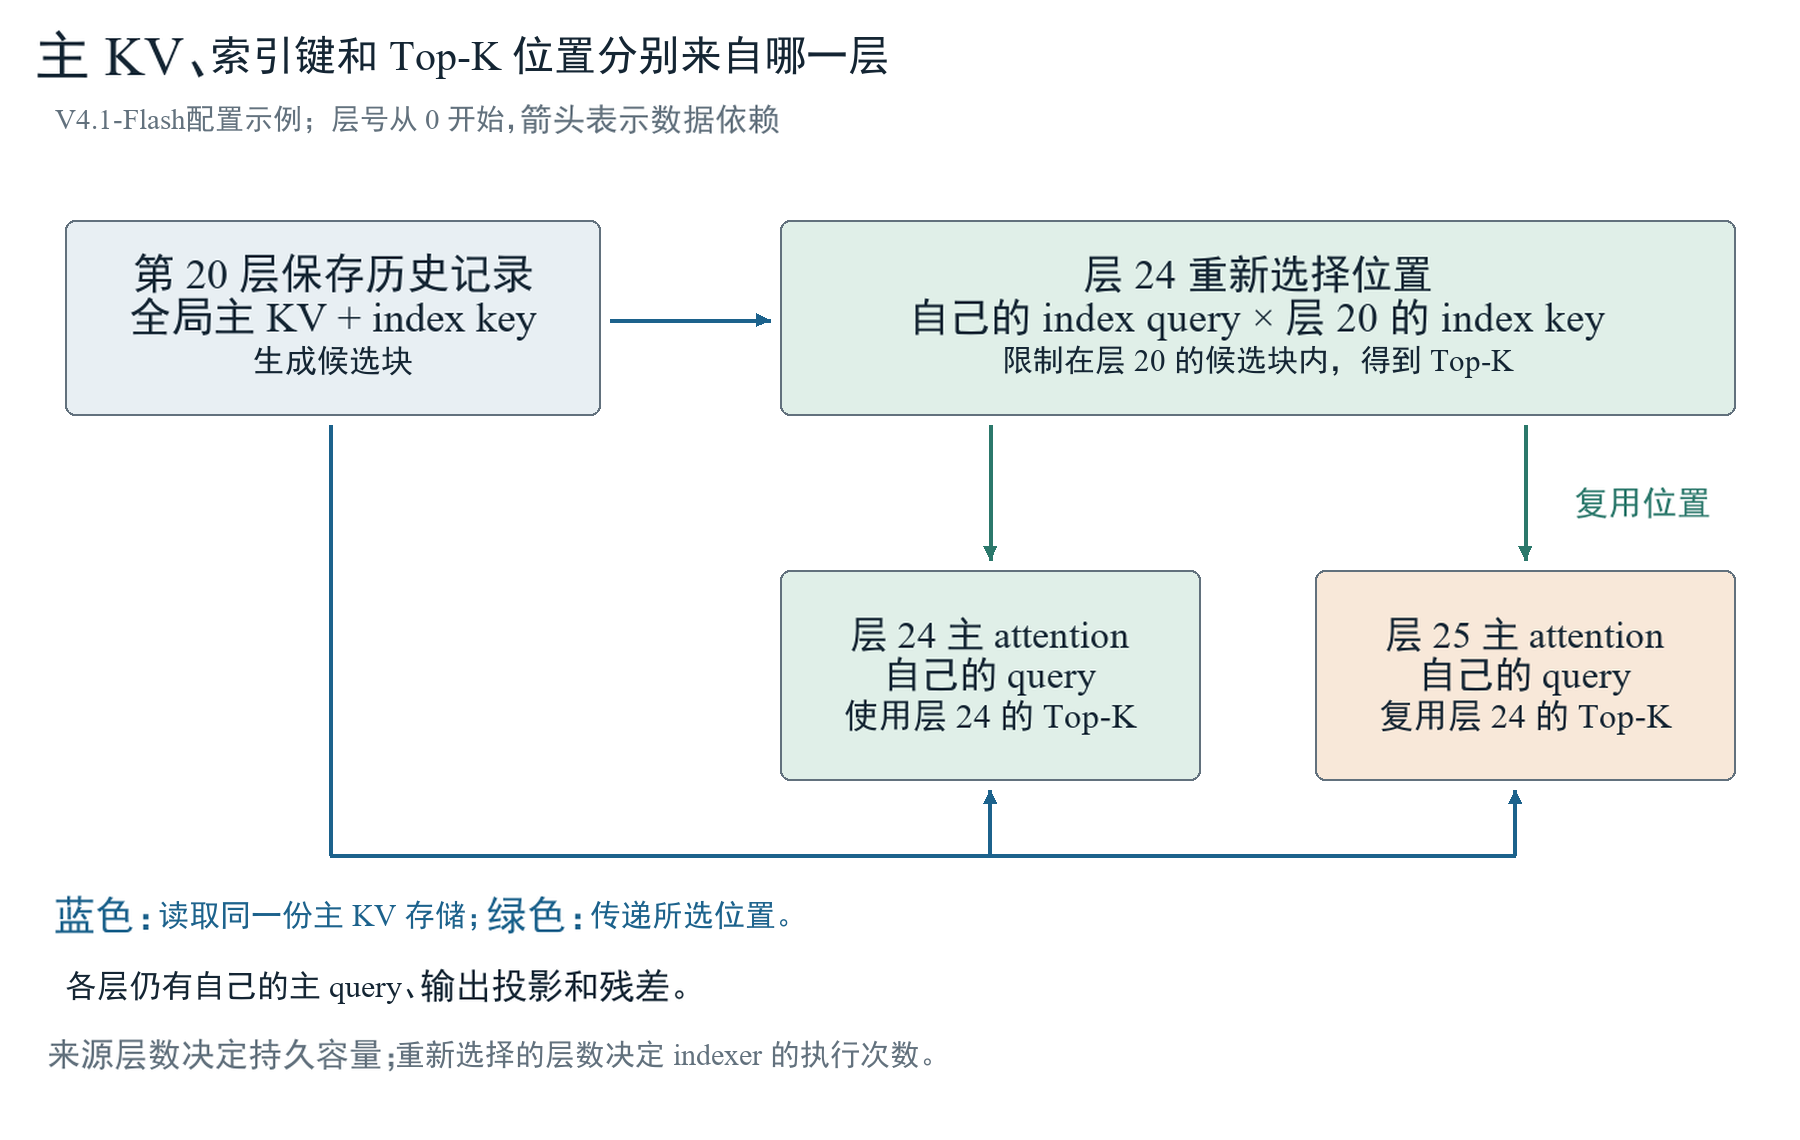 主 KV、索引键和 Top-K 位置分别来自哪一层
V4.1-Flash配置示例；层号从 0 开始,箭头表示数据依赖
第 20 层保存历史记录
全局主 KV + index key
生成候选块
层 24 重新选择位置
自己的 index query × 层 20 的 index key
限制在层 20 的候选块内，得到 Top-K
复用位置
层 24 主 attention
自己的 query
使用层 24 的 Top-K
层 25 主 attention
自己的 query
复用层 24 的 Top-K
蓝色：读取同一份主 KV 存储；绿色：传递所选位置。
各层仍有自己的主 query、输出投影和残差。
来源层数决定持久容量；重新选择的层数决定 indexer 的执行次数。